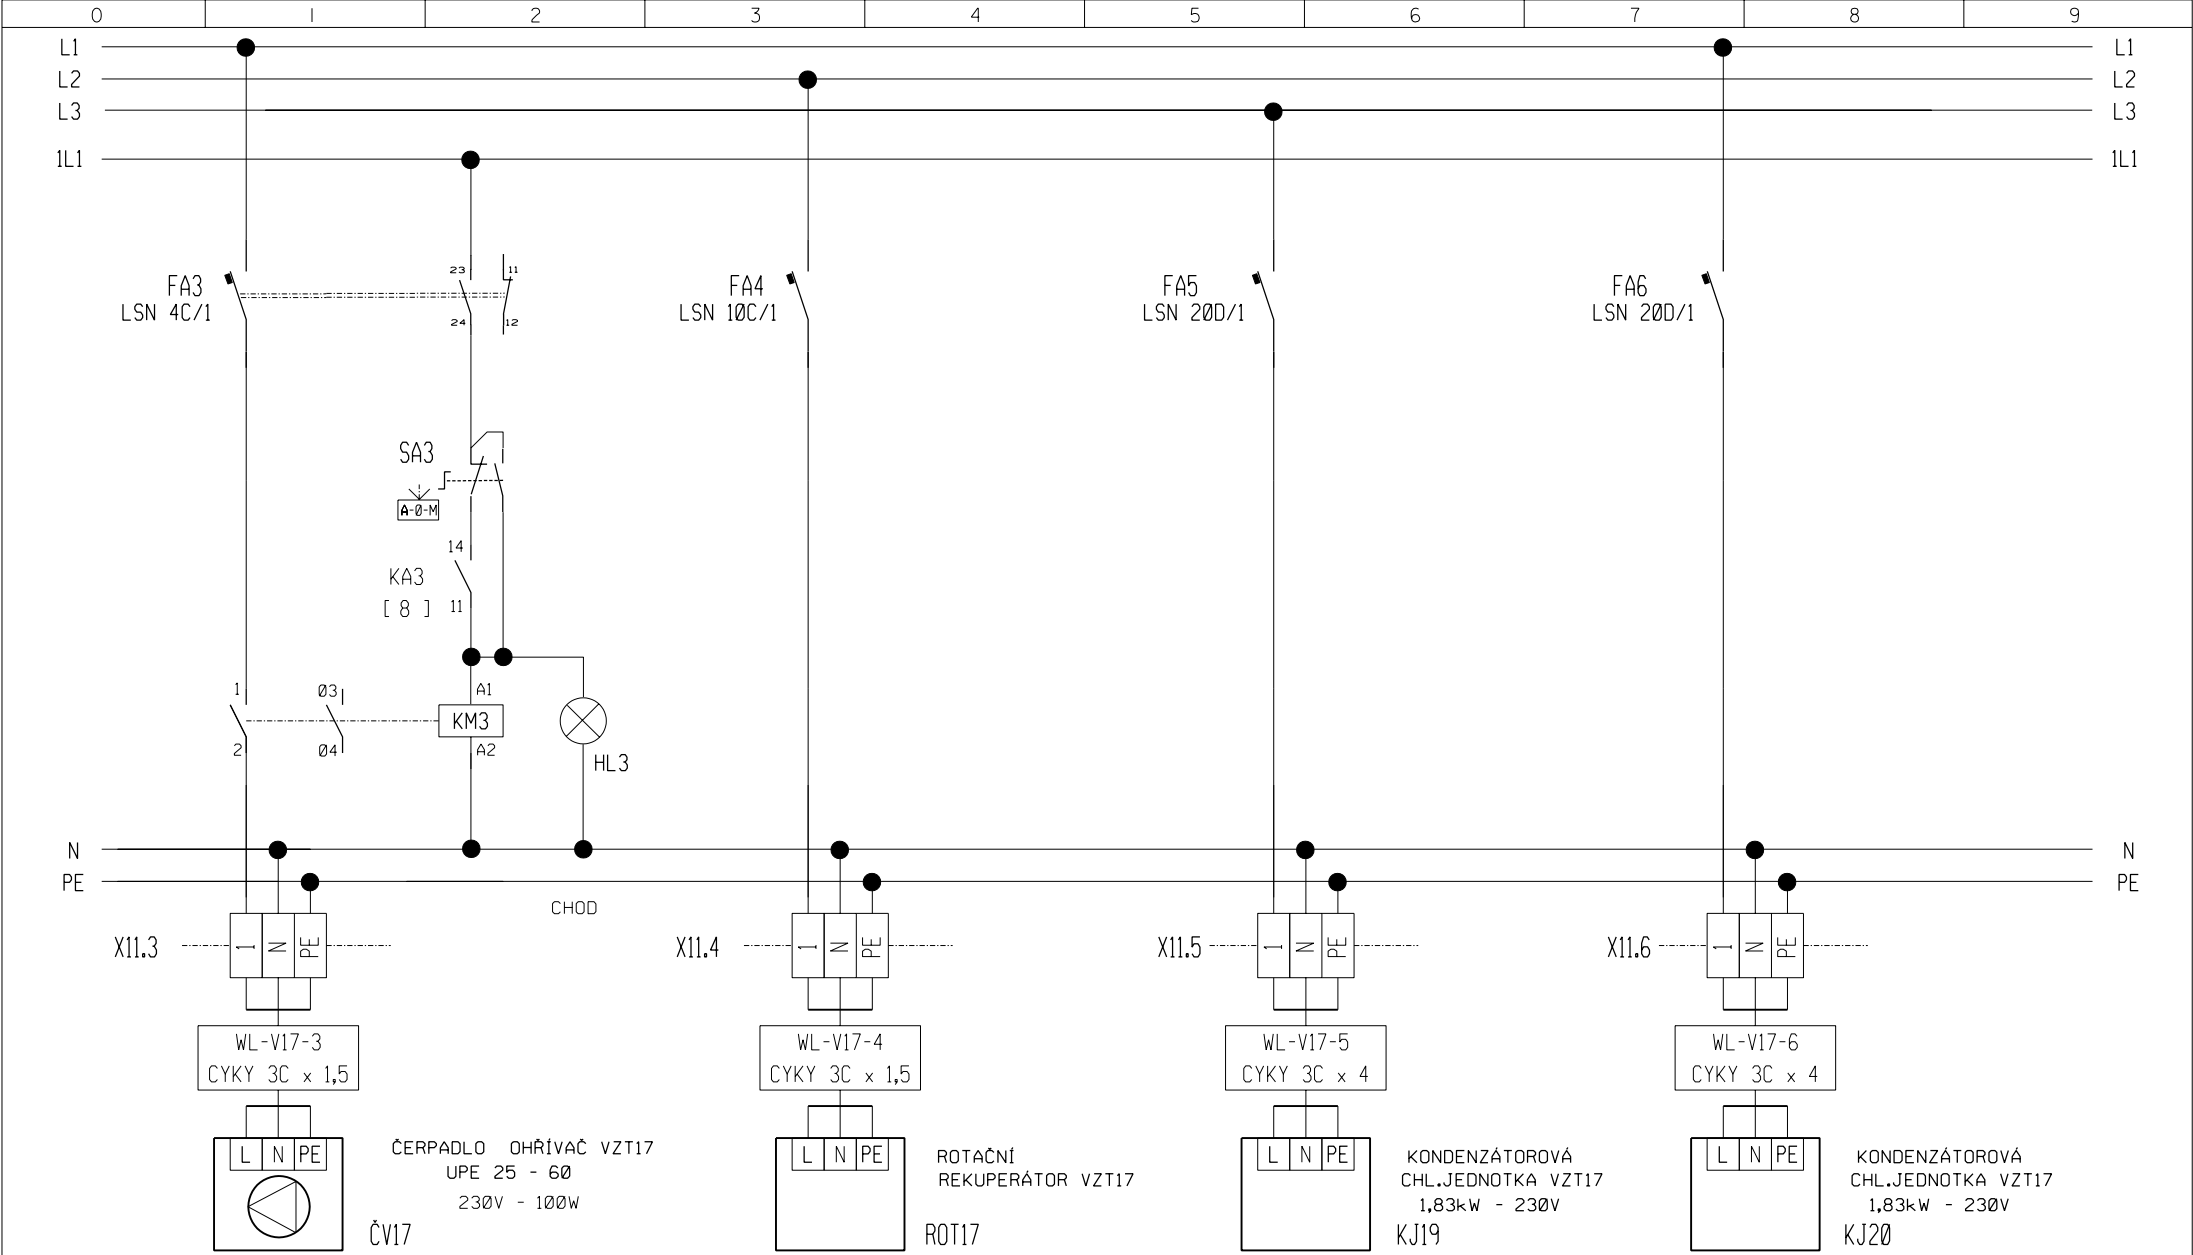 0 1 2 3 4 5 6 7 8 9
L1 L1
L2 L2
L3 L3
1L1 1L1
23 11
FA3
LSN 4C/1
24 12
FA4
LSN 10C/1
FA5
LSN 20D/1
FA6
LSN 20D/1
SA3
A-0-M
14
KA3
[ 8 ] 11
1 03 A1
KM3
2 04 A2
HL3
N N
PE PE
CHOD
X11.3 1 N PE
X11.4 1 N PE
X11.5 1 N PE
X11.6 1 N PE
WL-V17-3
CYKY 3C x 1,5
WL-V17-4
CYKY 3C x 1,5
WL-V17-5
CYKY 3C x 4
WL-V17-6
CYKY 3C x 4
L N PE
ČERPADLO OHŘÍVAČ VZT17
UPE 25 - 60
230V - 100W
ČV17
L N PE
ROTAČNÍ
REKUPERÁTOR VZT17
ROT17
L N PE
KONDENZÁTOROVÁ
CHL.JEDNOTKA VZT17
1,83kW - 230V
KJ19
L N PE
KONDENZÁTOROVÁ
CHL.JEDNOTKA VZT17
1,83kW - 230V
KJ20